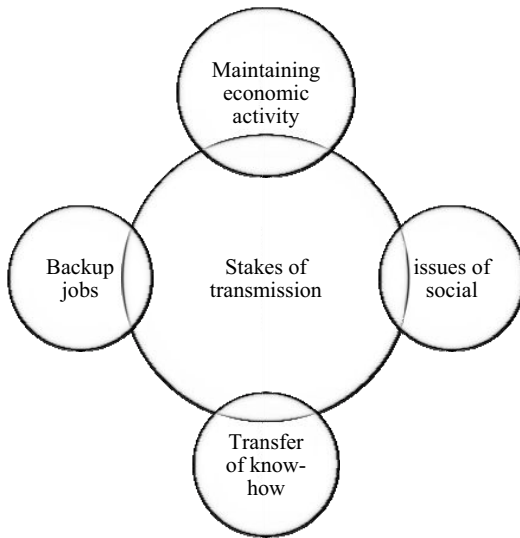 Maintaining
economic
activity
Backup
jobs
Stakes of
transmission
issues of
social
Transfer
of know-
how